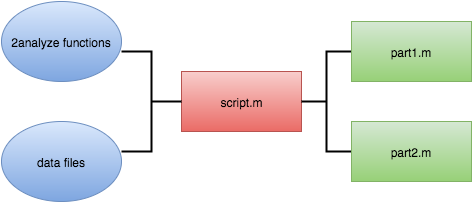 2analyze functions
data files
script.m
part1.m
part2.m